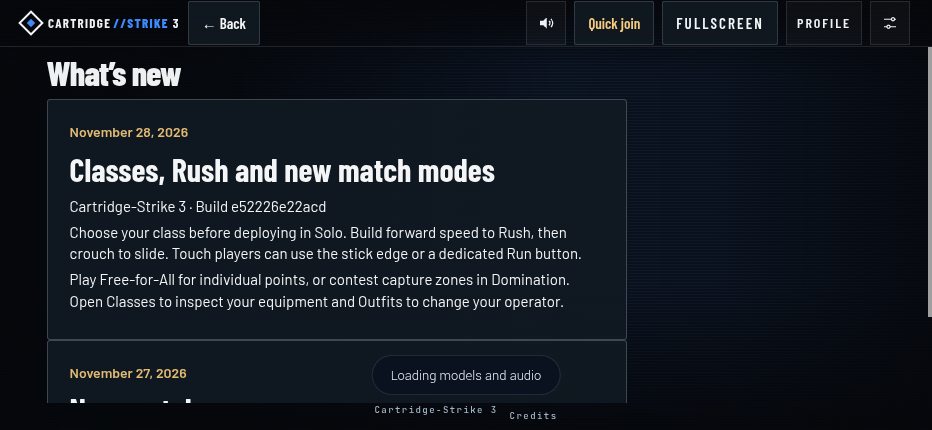 CARTRIDGE//STRIKE 3
← Back
Quick join
FULLSCREEN
PROFILE
What's new
November 28, 2026
Classes, Rush and new match modes
Cartridge-Strike 3 · Build e52226e22acd
Choose your class before deploying in Solo. Build forward speed to Rush, then
crouch to slide. Touch players can use the stick edge or a dedicated Run button.
Play Free-for-All for individual points, or contest capture zones in Domination.
Open Classes to inspect your equipment and Outfits to change your operator.
November 27, 2026
Loading models and audio
Cartridge-Strike 3
Credits